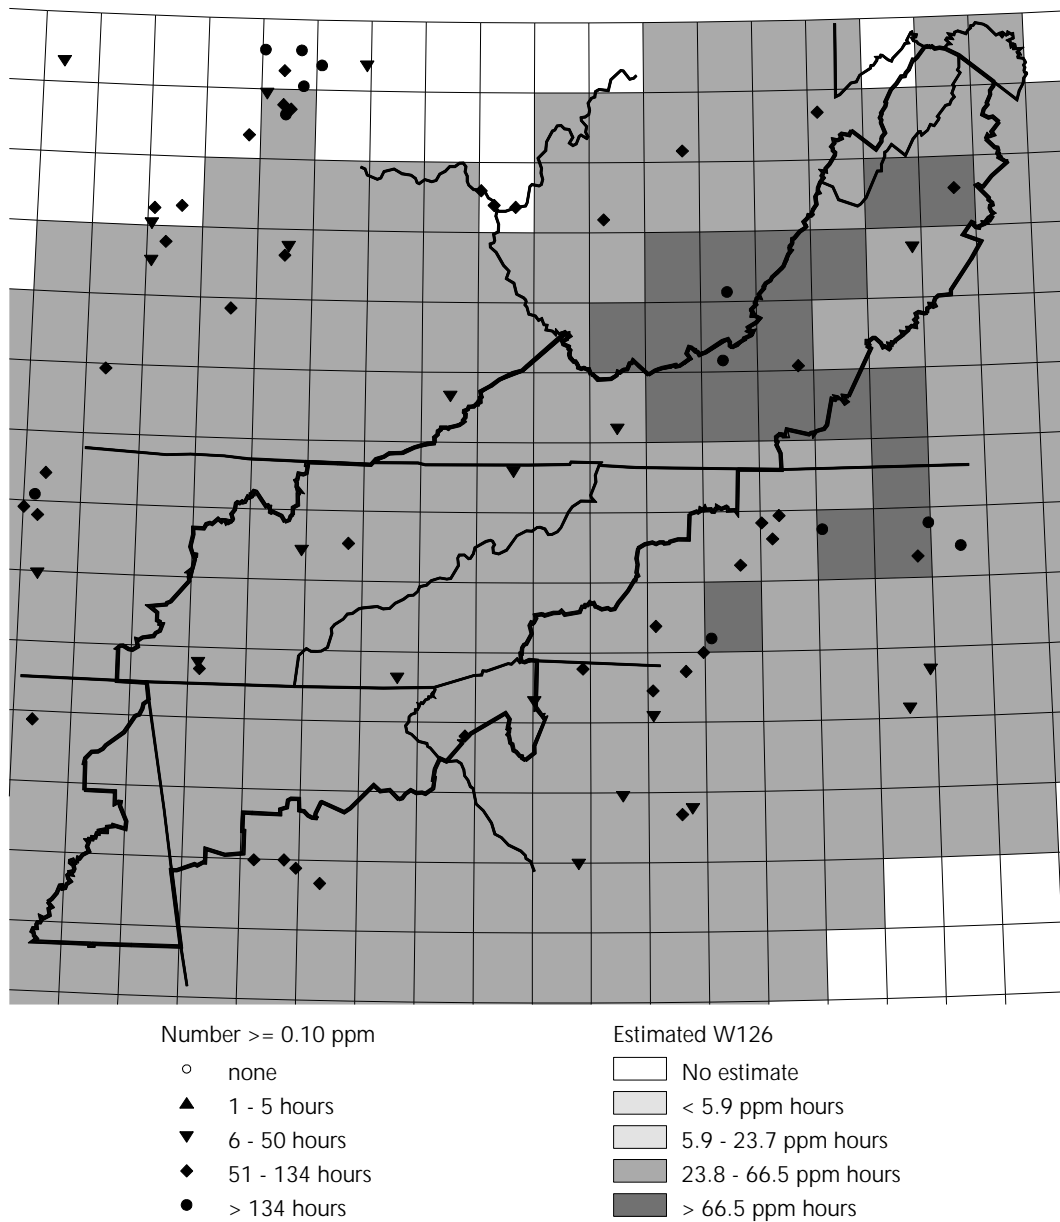 Number >= 0.10 ppm
none
1 - 5 hours
6 - 50 hours
51 - 134 hours
> 134 hours
Estimated W126
No estimate
< 5.9 ppm hours
5.9 - 23.7 ppm hours
23.8 - 66.5 ppm hours
> 66.5 ppm hours